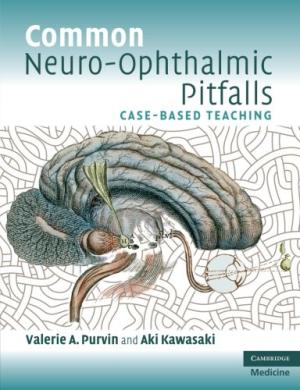 Common
Neuro-Ophthalmic
Pitfalls
CASE-BASED TEACHING
Valerie A. Purvin and Aki Kawasaki
CAMBRIDGE
Medicine